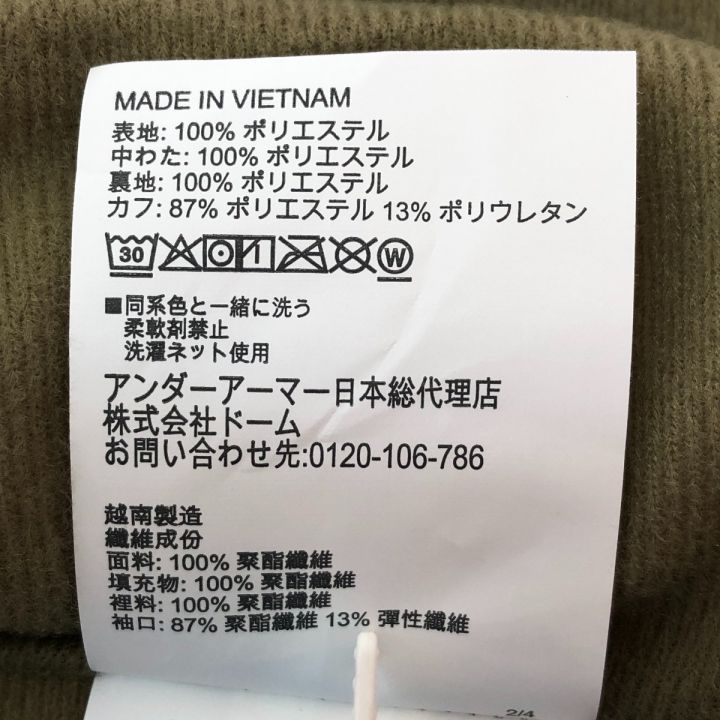 MADE IN VIETNAM
表地: 100% ポリエステル
中わた: 100% ポリエステル
裏地: 100% ポリエステル
カフ: 87% ポリエステル 13% ポリウレタン
30 W
■同系色と一緒に洗う
柔軟剤禁止
洗濯ネット使用
アンダーアーマー日本総代理店
株式会社ドーム
お問い合わせ先:0120-106-786
越南製造
纖維成份
面料: 100% 聚酯纖維
填充物: 100% 聚酯纖維
裡料: 100% 聚酯纖維
袖口: 87% 聚酯纖維 13% 彈性纖維
2/4